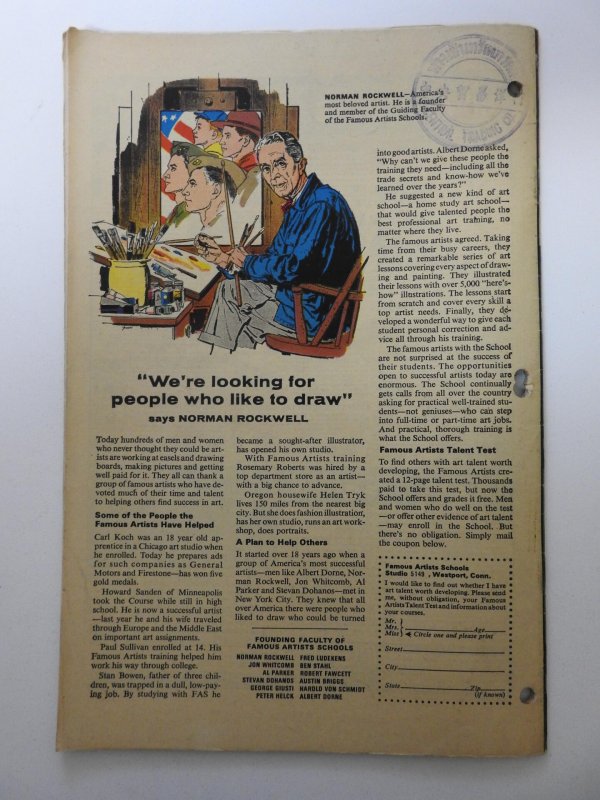 NORMAN ROCKWELL—America's
most beloved artist. He is a founder
and member of the Guiding Faculty
of the Famous Artists Schools.
"We're looking for
people who like to draw"
says NORMAN ROCKWELL
Today hundreds of men and women
who never thought they could be art-
ists are working at easels and drawing
boards, making pictures and getting
well paid for it. They all can thank a
group of famous artists who have de-
voted much of their time and talent
to helping others find success in art.
Some of the People the
Famous Artists Have Helped
Carl Koch was an 18 year old ap-
prentice in a Chicago art studio when
he enrolled. Today he prepares ads
for such companies as General
Motors and Firestone—has won five
gold medals.
Howard Sanden of Minneapolis
took the Course while still in high
school. He is now a successful artist
—last year he and his wife traveled
through Europe and the Middle East
on important art assignments.
Paul Sullivan enrolled at 14. His
Famous Artists training helped him
work his way through college.
Stan Bowen, father of three chil-
dren, was trapped in a dull, low-pay-
ing job. By studying with FAS he
became a sought-after illustrator,
has opened his own studio.
With Famous Artists training
Rosemary Roberts was hired by a
top department store as an artist—
with a big chance to advance.
Oregon housewife Helen Tryk
lives 150 miles from the nearest big
city. But she does fashion illustration,
has her own studio, runs an art work-
shop, does portraits.
A Plan to Help Others
It started over 18 years ago when a
group of America's most successful
artists—men like Albert Dorne, Nor-
man Rockwell, Jon Whitcomb, Al
Parker and Stevan Dohanos—met in
New York City. They knew that all
over America there were people who
liked to draw who could be turned
FOUNDING FACULTY OF
FAMOUS ARTISTS SCHOOLS
NORMAN ROCKWELL FRED LUDEKENS
JON WHITCOMB BEN STAHL
AL PARKER ROBERT FAWCETT
STEVAN DOHANOS AUSTIN BRIGGS
GEORGE GIUSTI HAROLD VON SCHMIDT
PETER HELCK ALBERT DORNE
into good artists. Albert Dorne asked,
"Why can't we give these people the
training they need—including all the
trade secrets and know-how we've
learned over the years?"
He suggested a new kind of art
school—a home study art school—
that would give talented people the
best professional art training, no
matter where they live.
The famous artists agreed. Taking
time from their busy careers, they
created a remarkable series of art
lessons covering every aspect of draw-
ing and painting. They illustrated
their lessons with over 5,000 "here's-
how" illustrations. The lessons start
from scratch and cover every skill a
top artist needs. Finally, they de-
veloped a wonderful way to give each
student personal correction and ad-
vice all through his training.
The famous artists with the School
are not surprised at the success of
their students. The opportunities
open to successful artists today are
enormous. The School continually
gets calls from all over the country
asking for practical well-trained stu-
dents—not geniuses—who can step
into full-time or part-time art jobs.
And practical, thorough training is
what the School offers.
Famous Artists Talent Test
To find others with art talent worth
developing, the Famous Artists cre-
ated a 12-page talent test. Thousands
paid to take this test, but now the
School offers and grades it free. Men
and women who do well on the test
—or offer other evidence of art talent
—may enroll in the School. But
there's no obligation. Simply mail
the coupon below.
Famous Artists Schools
Studio 5149, Westport, Conn.
I would like to find out whether I have
art talent worth developing. Please send
me, without obligation, your Famous
Artists Talent Test and information about
your courses.
Mr.
Mrs. Age
Miss Circle one and please print
Street
City
State Zip
(if known)